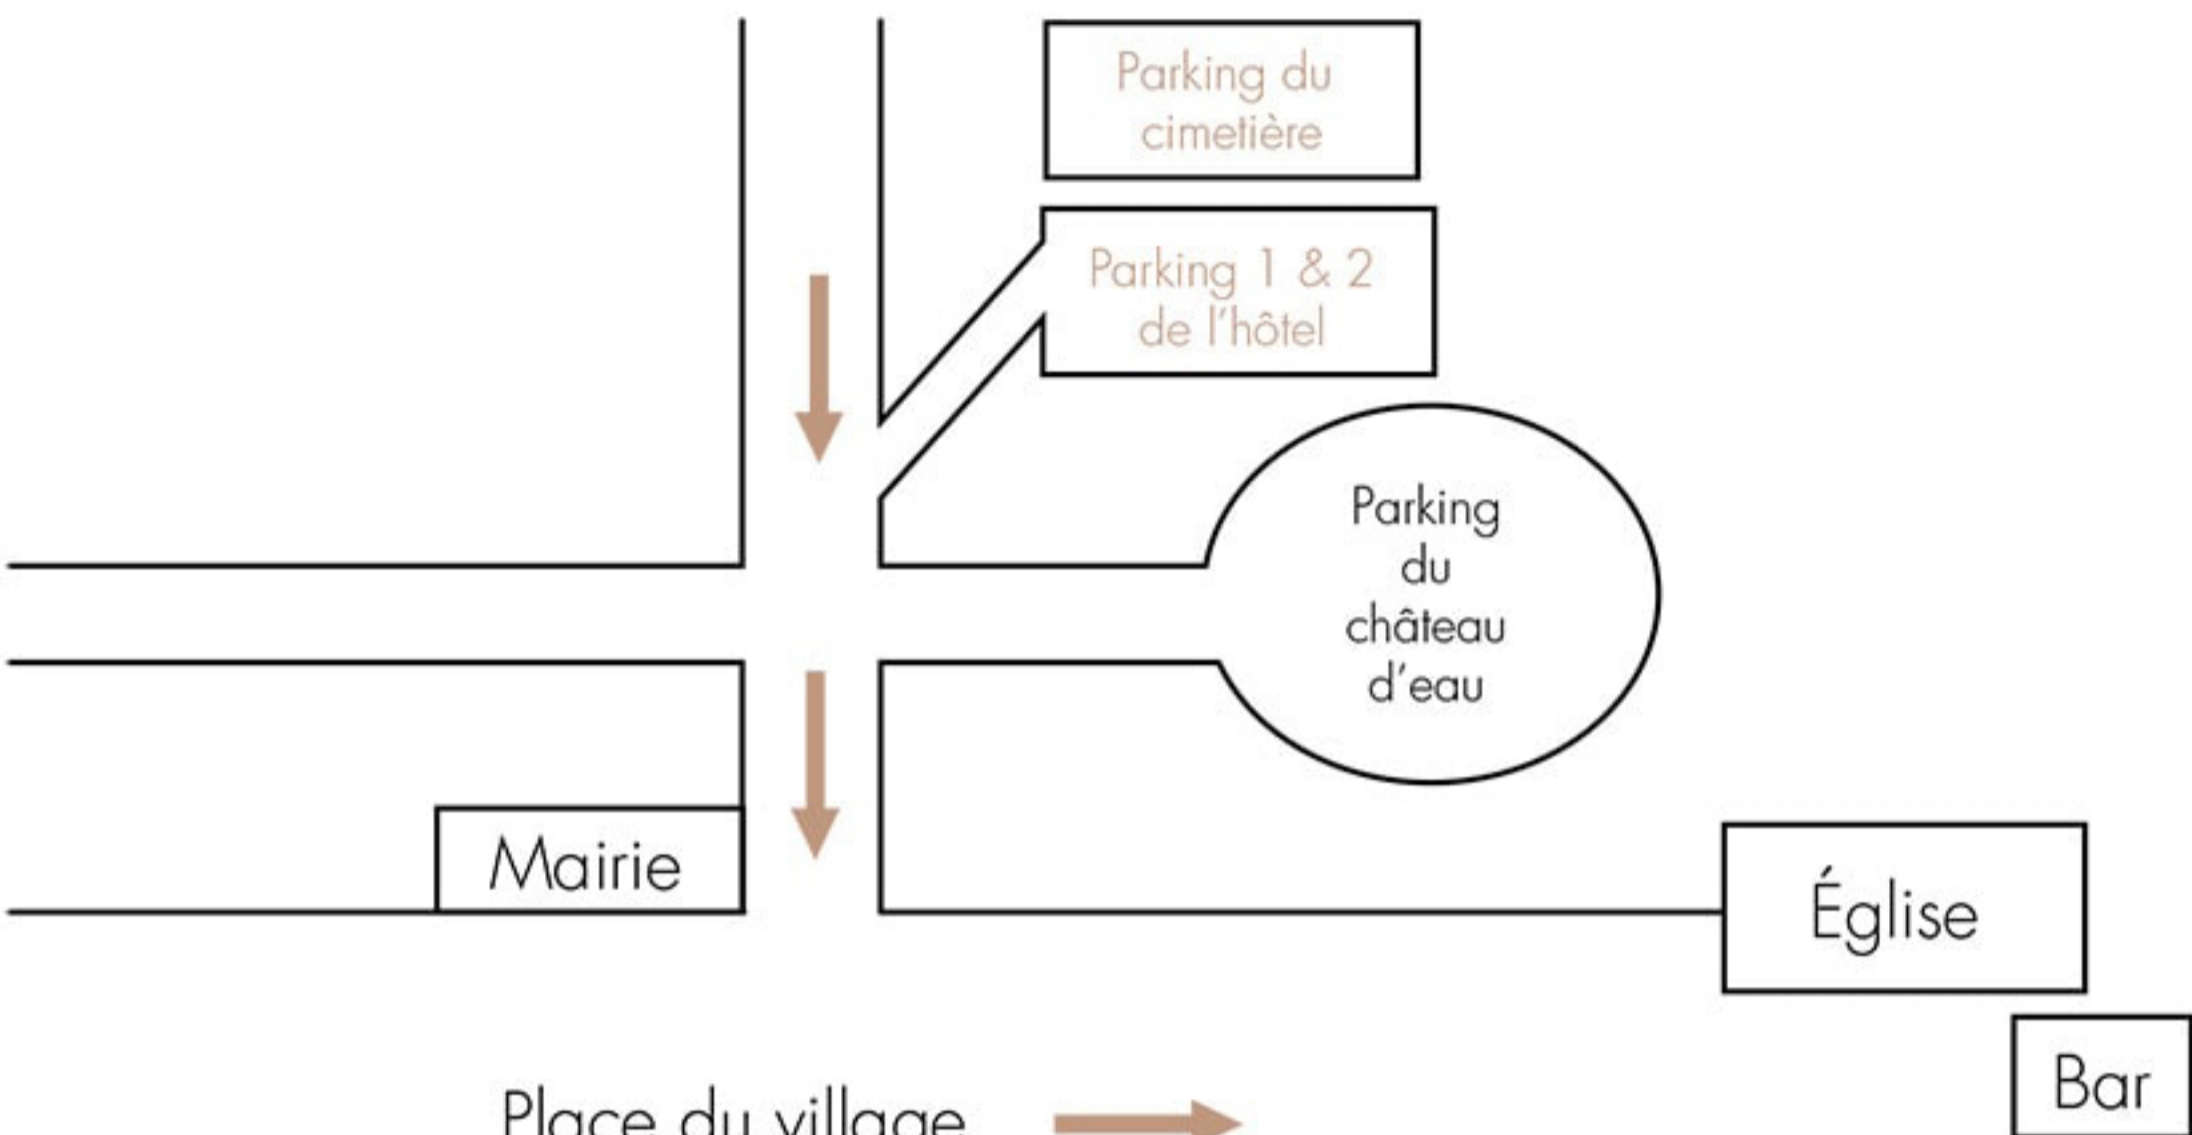 Parking du
cimetière
Parking 1 & 2
de l'hôtel
Parking
du
château
d'eau
Mairie
Église
Bar
Place du village